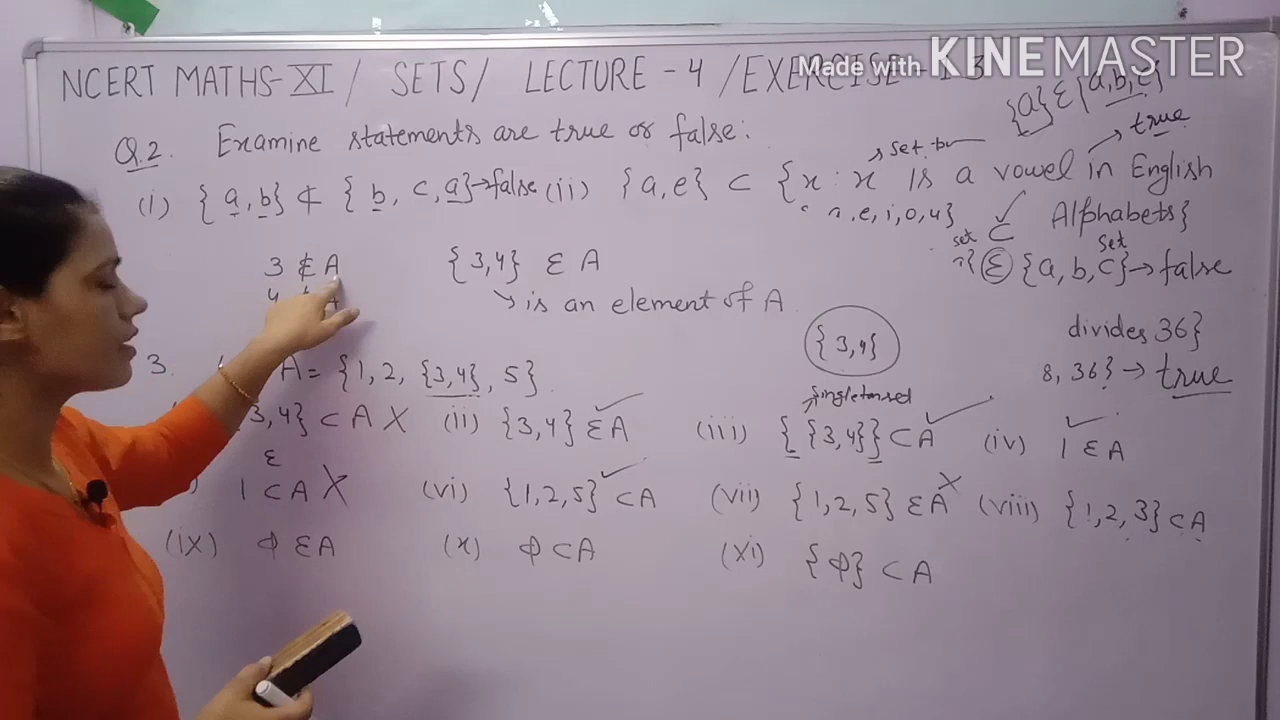 Made with KINEMASTER
NCERT MATHS-XI / SETS/ LECTURE - 4 /EXERCISE - 1.3
{a} ε {a,b,c}
Q.2. Examine statements are true or false:
true
(i) {a, b} ⊄ {b, c, a}→false (ii) {a,e} ⊂ {x : x is a vowel in English
a,e,i,o,u} Alphabets}
⊂ ✓
set set
ε {a, b, c}→false
3 ∉ A {3,4} ε A
4
↘ is an element of A
{3,4} divides 36}
8, 36} → true
3. A= {1, 2, {3,4}, 5}
singleton set
{3,4} ⊂ A X (ii) {3,4} ε A ✓ (iii) { {3,4}} ⊂ A ✓ (iv) 1 ε A ✓
ε
1 ⊂ A X (vi) {1,2,5} ⊂ A ✓ (vii) {1,2,5} ε A X (viii) {1,2,3} ⊂ A
(ix) φ ε A (x) φ ⊂ A (xi) {φ} ⊂ A